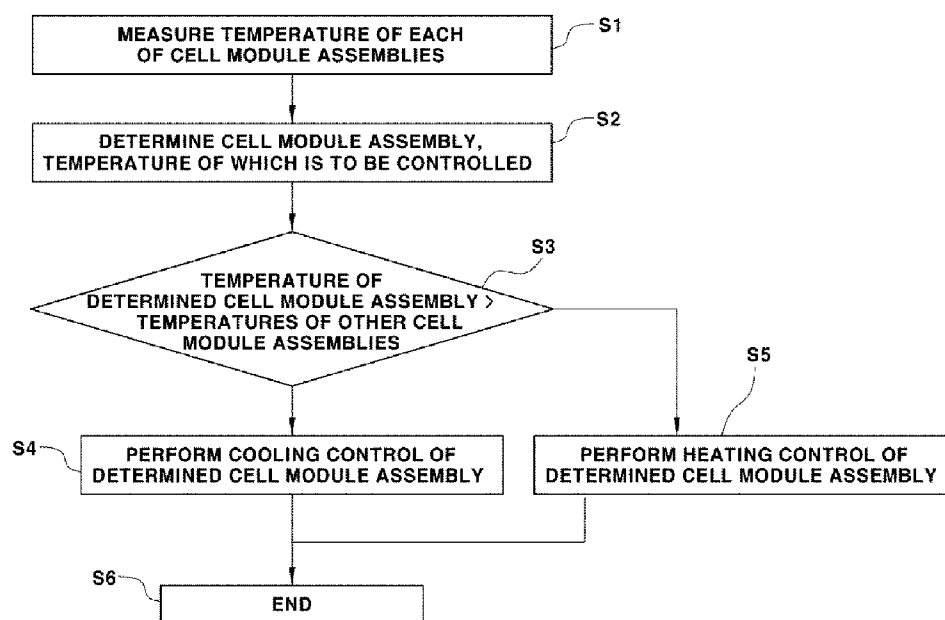 MEASURE TEMPERATURE OF EACH
OF CELL MODULE ASSEMBLIES
S1
DETERMINE CELL MODULE ASSEMBLY,
TEMPERATURE OF WHICH IS TO BE CONTROLLED
S2
TEMPERATURE OF
DETERMINED CELL MODULE ASSEMBLY >
TEMPERATURES OF OTHER CELL
MODULE ASSEMBLIES
S3
S4
PERFORM COOLING CONTROL OF
DETERMINED CELL MODULE ASSEMBLY
S5
PERFORM HEATING CONTROL OF
DETERMINED CELL MODULE ASSEMBLY
S6
END